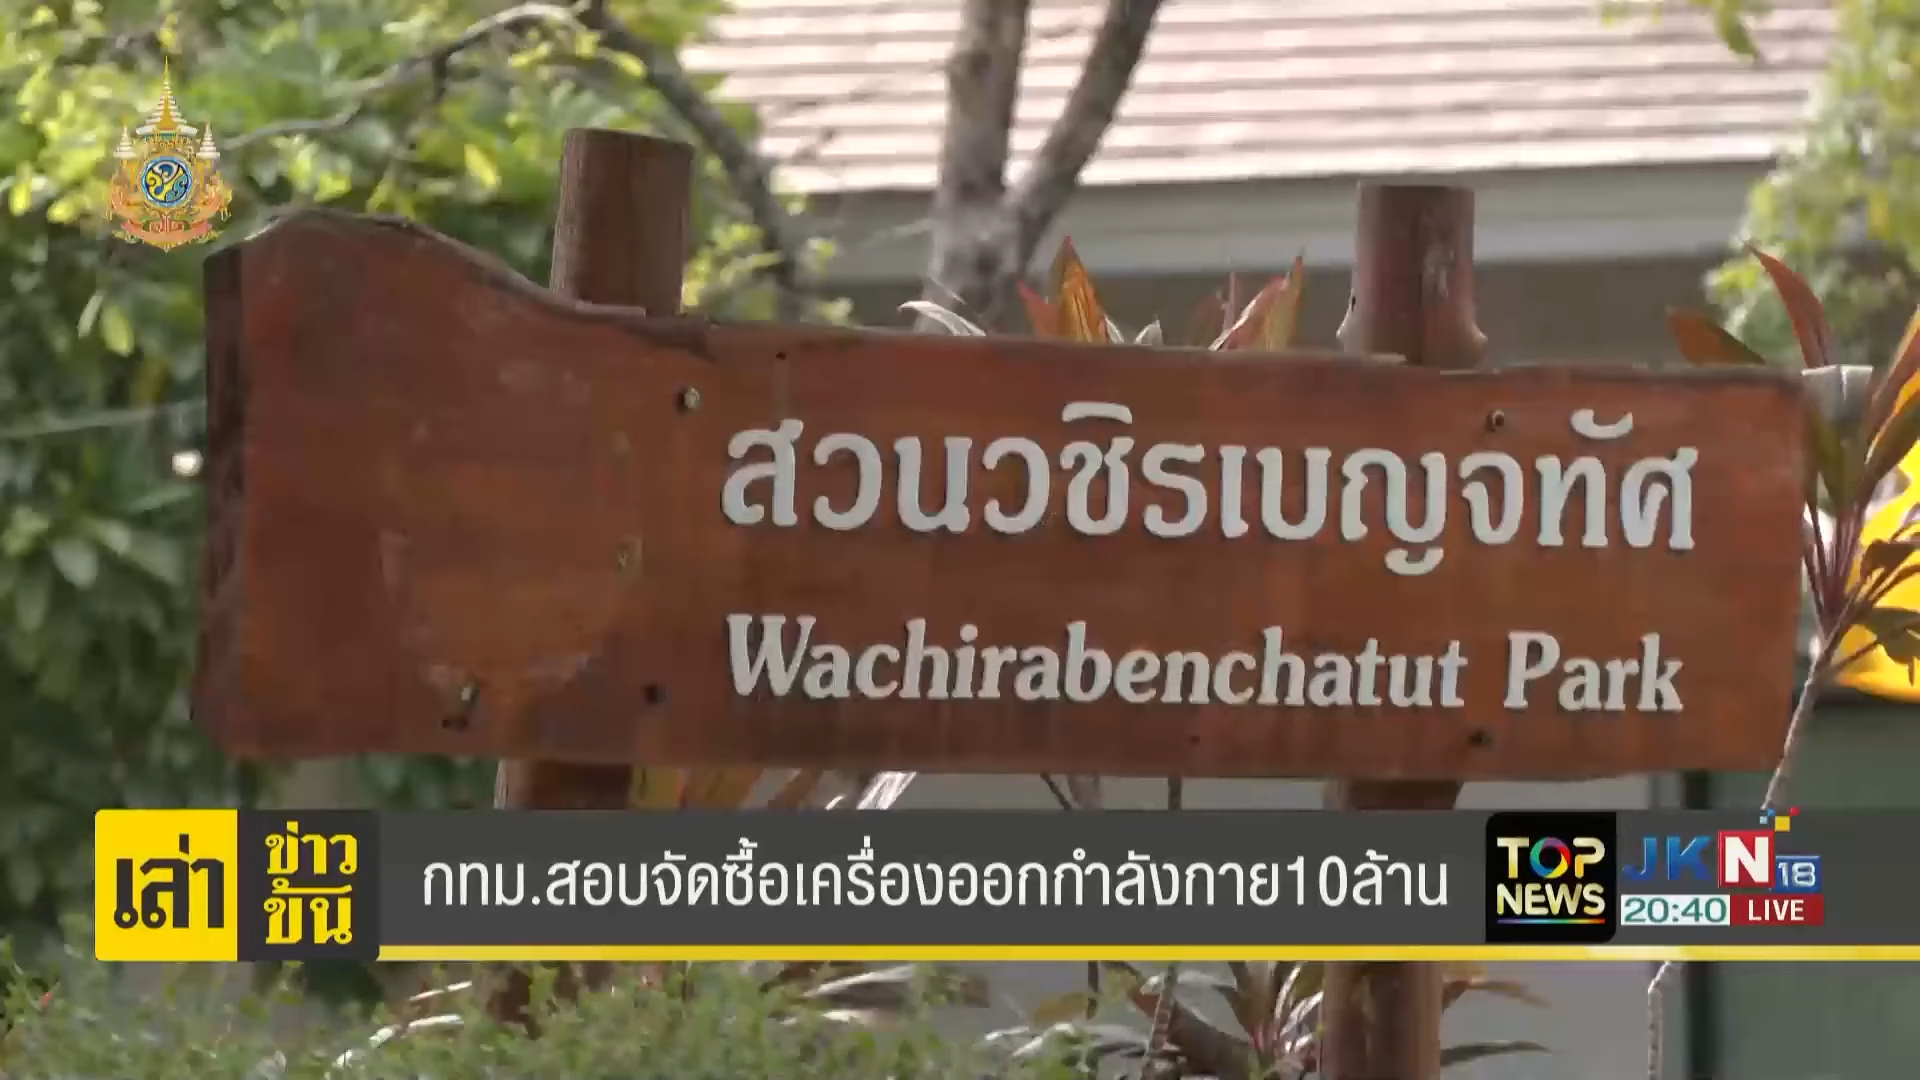 สวนวชิรเบญจทัศ
Wachirabenchatut Park
เล่า
ข่าว
ข้น
กทม.สอบจัดซื้อเครื่องออกกำลังกาย10ล้าน
TOP
NEWS
JKN18
20:40 LIVE